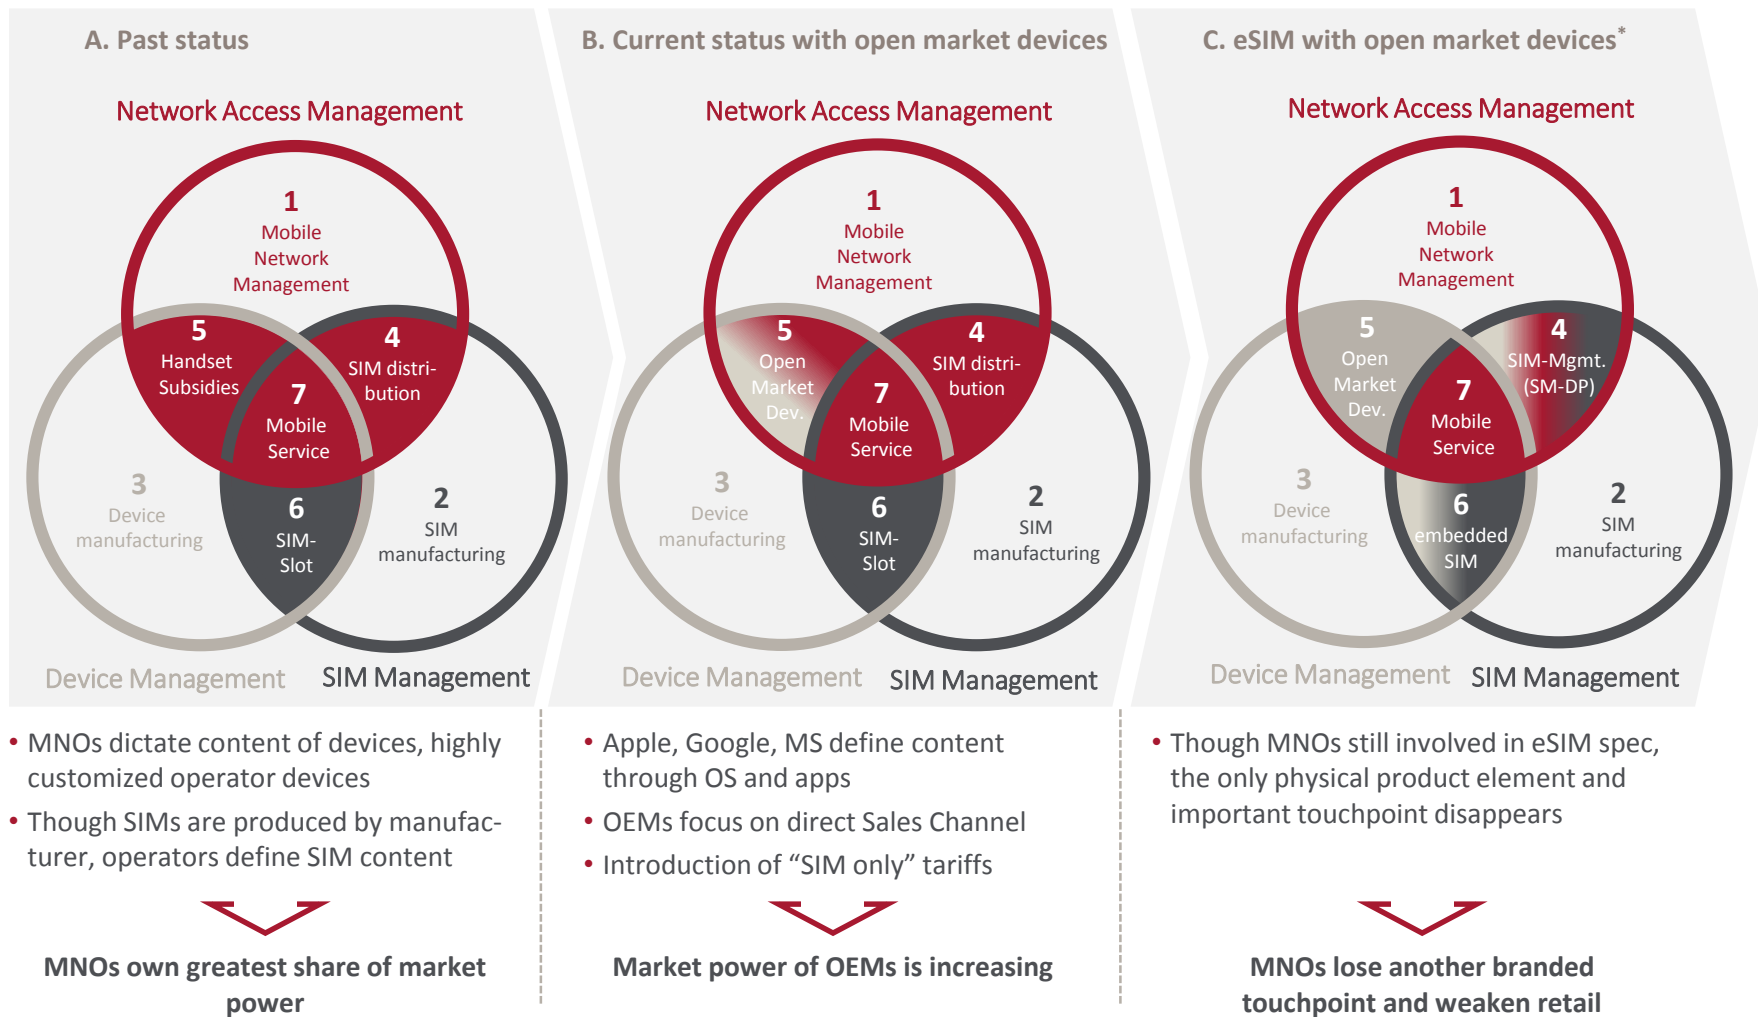 A. Past status
Network Access Management
1
Mobile
Network
Management
5
Handset
Subsidies
4
SIM distri-
bution
7
Mobile
Service
3
Device
manufacturing
6
SIM-
Slot
2
SIM
manufacturing
Device Management
SIM Management
• MNOs dictate content of devices, highly
customized operator devices
• Though SIMs are produced by manufac-
turer, operators define SIM content
MNOs own greatest share of market
power
B. Current status with open market devices
Network Access Management
1
Mobile
Network
Management
5
Open
Market
Dev.
4
SIM distri-
bution
7
Mobile
Service
3
Device
manufacturing
6
SIM-
Slot
2
SIM
manufacturing
Device Management
SIM Management
• Apple, Google, MS define content
through OS and apps
• OEMs focus on direct Sales Channel
• Introduction of “SIM only” tariffs
Market power of OEMs is increasing
C. eSIM with open market devices*
Network Access Management
1
Mobile
Network
Management
5
Open
Market
Dev.
4
SIM-Mgmt.
(SM-DP)
7
Mobile
Service
3
Device
manufacturing
6
embedded
SIM
2
SIM
manufacturing
Device Management
SIM Management
• Though MNOs still involved in eSIM spec,
the only physical product element and
important touchpoint disappears
MNOs lose another branded
touchpoint and weaken retail